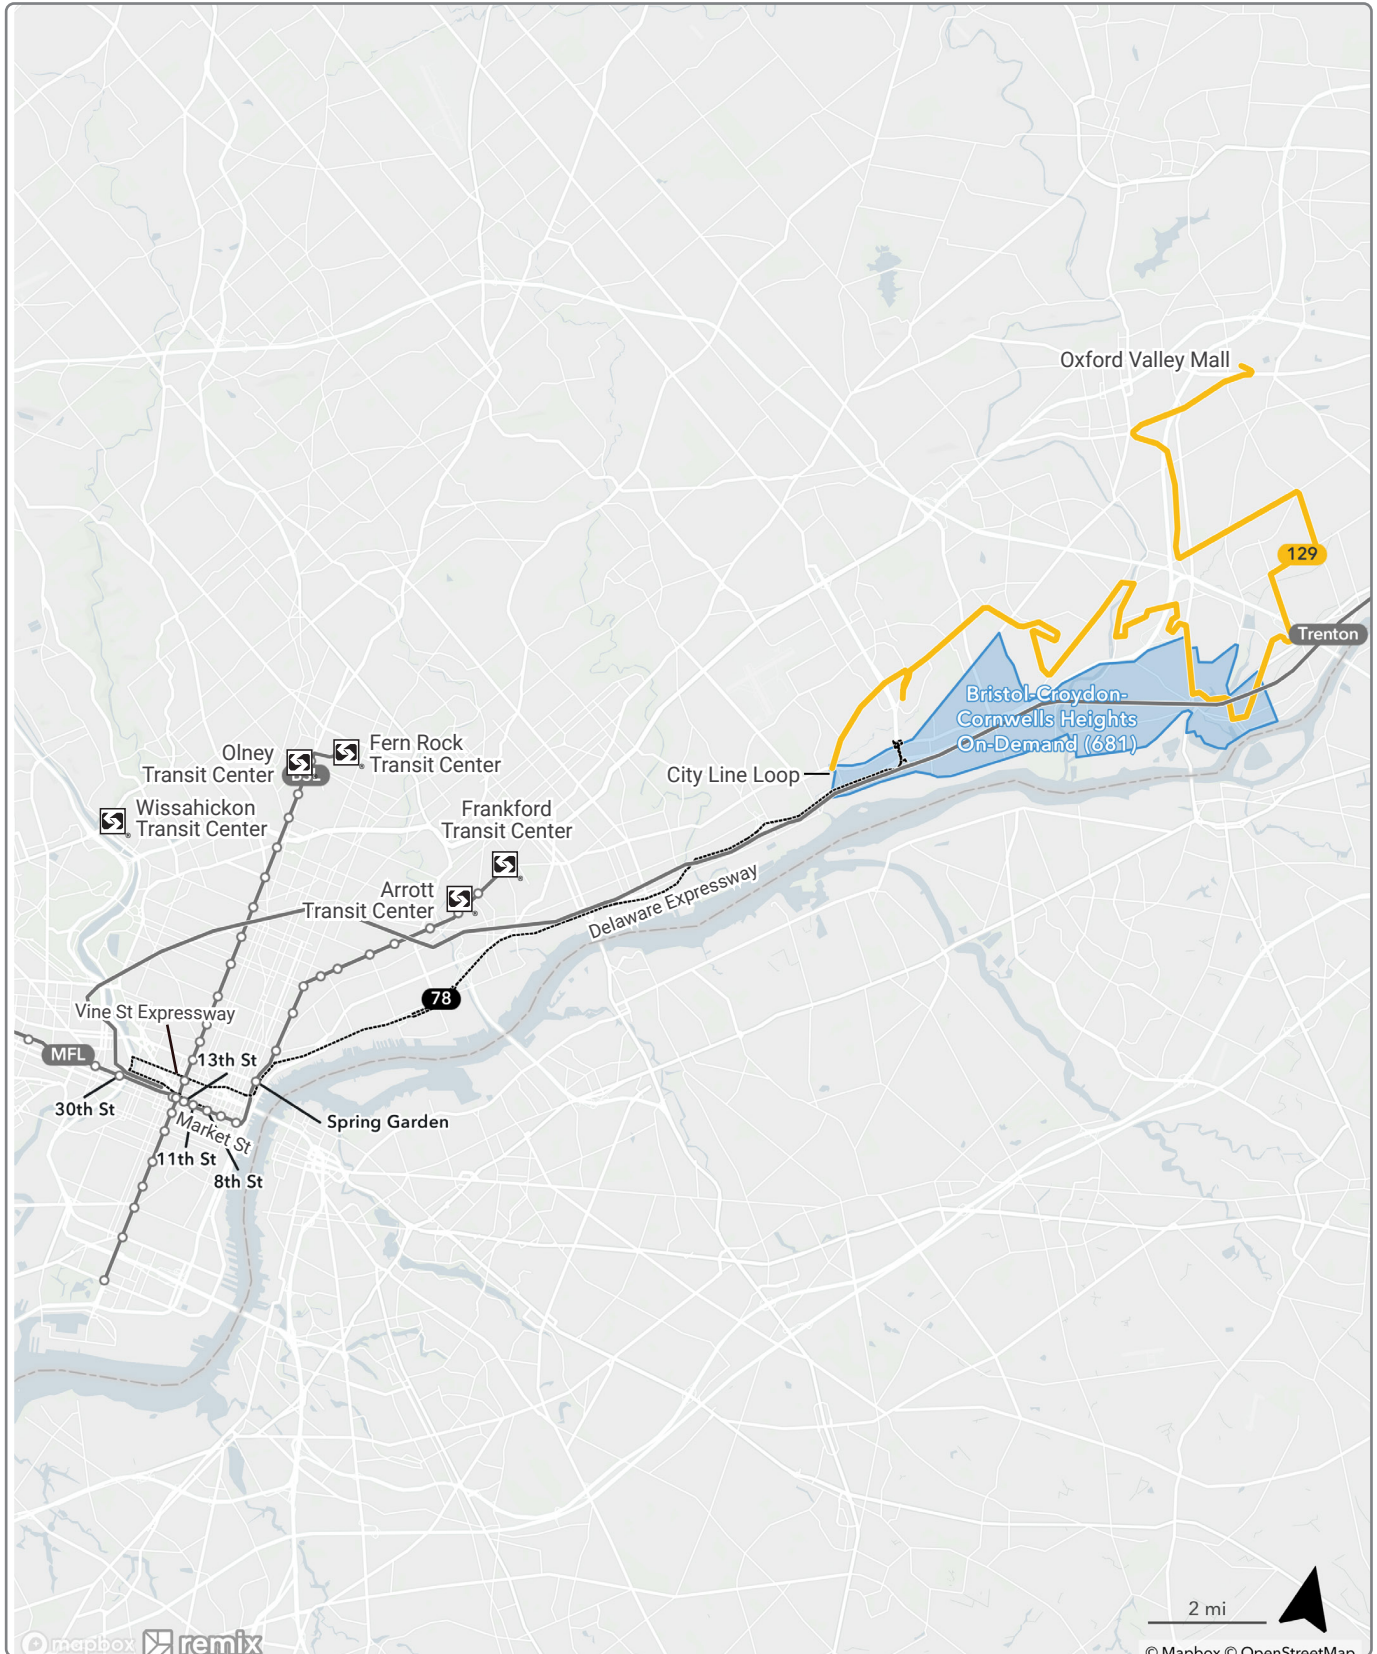 Oxford Valley Mall
129
Trenton
Bristol-Croydon-
Cornwells Heights
On-Demand (681)
City Line Loop
Olney
Transit Center
Fern Rock
Transit Center
BSL
Wissahickon
Transit Center
Frankford
Transit Center
Arrott
Transit Center
Delaware Expressway
78
Vine St Expressway
MFL
13th St
30th St
Spring Garden
Market St
11th St
8th St
2 mi
mapbox remix
© Mapbox © OpenStreetMap